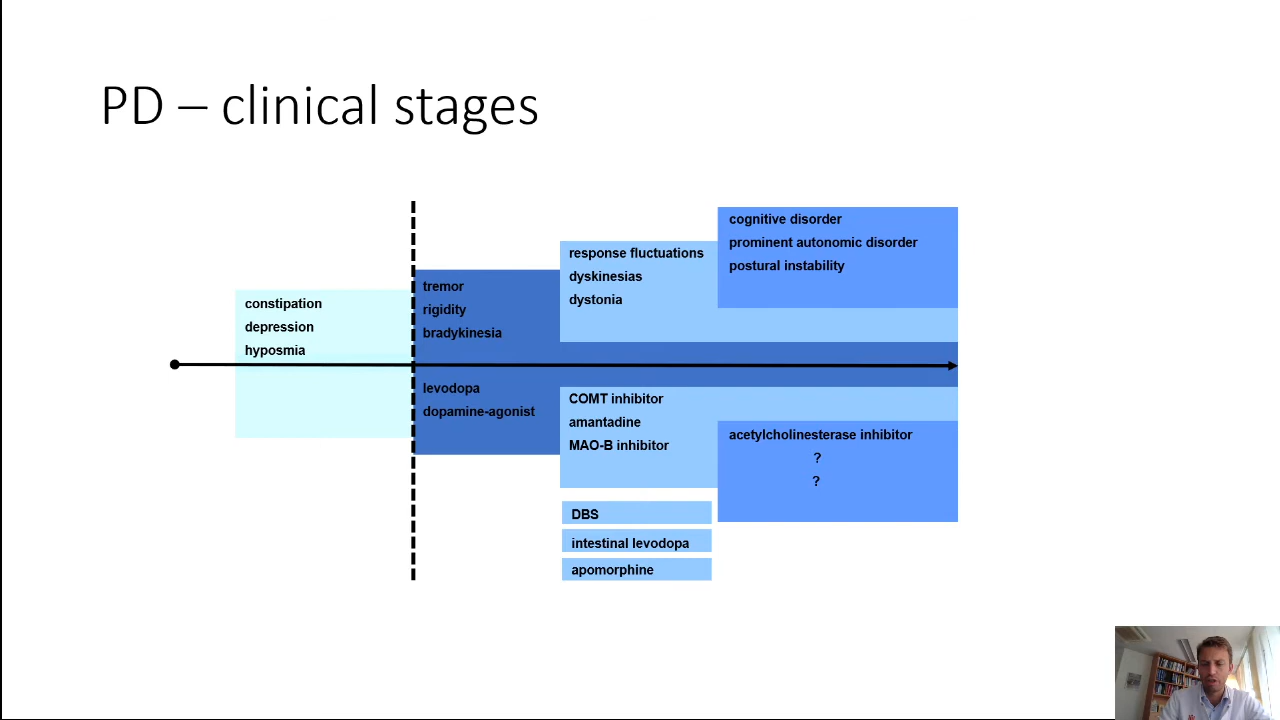 PD – clinical stages
constipation
depression
hyposmia
tremor
rigidity
bradykinesia
response fluctuations
dyskinesias
dystonia
cognitive disorder
prominent autonomic disorder
postural instability
levodopa
dopamine-agonist
COMT inhibitor
amantadine
MAO-B inhibitor
acetylcholinesterase inhibitor
?
?
DBS
intestinal levodopa
apomorphine